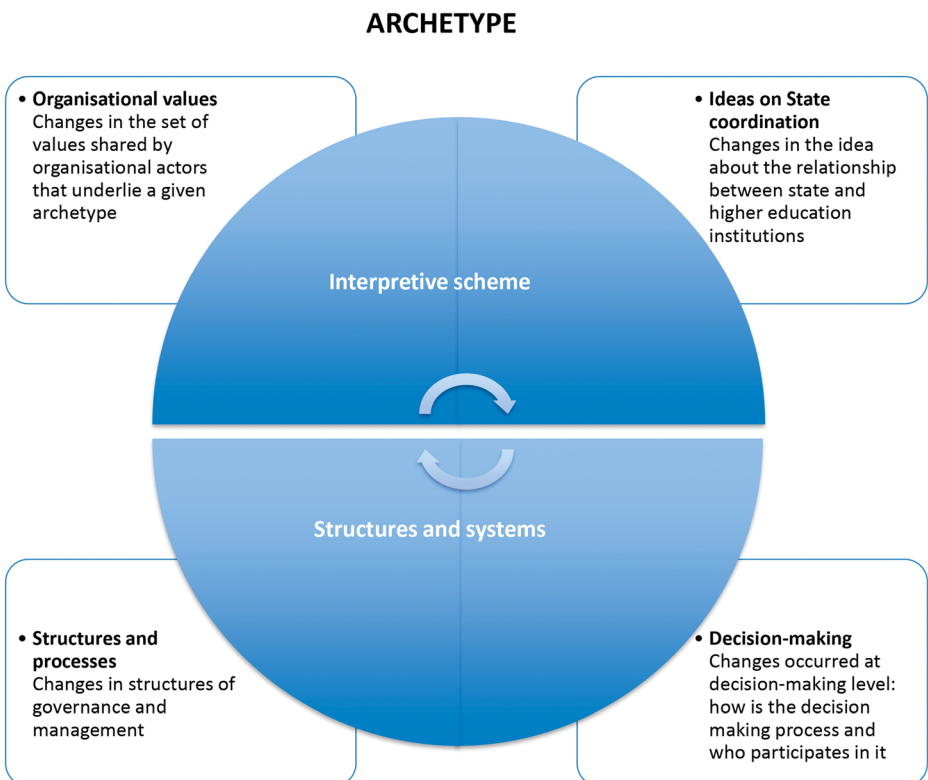 ARCHETYPE
• Organisational values
Changes in the set of
values shared by
organisational actors
that underlie a given
archetype
• Ideas on State
coordination
Changes in the idea
about the relationship
between state and
higher education
institutions
Interpretive scheme
Structures and systems
• Structures and
processes
Changes in structures of
governance and
management
• Decision-making
Changes occurred at
decision-making level:
how is the decision
making process and
who participates in it